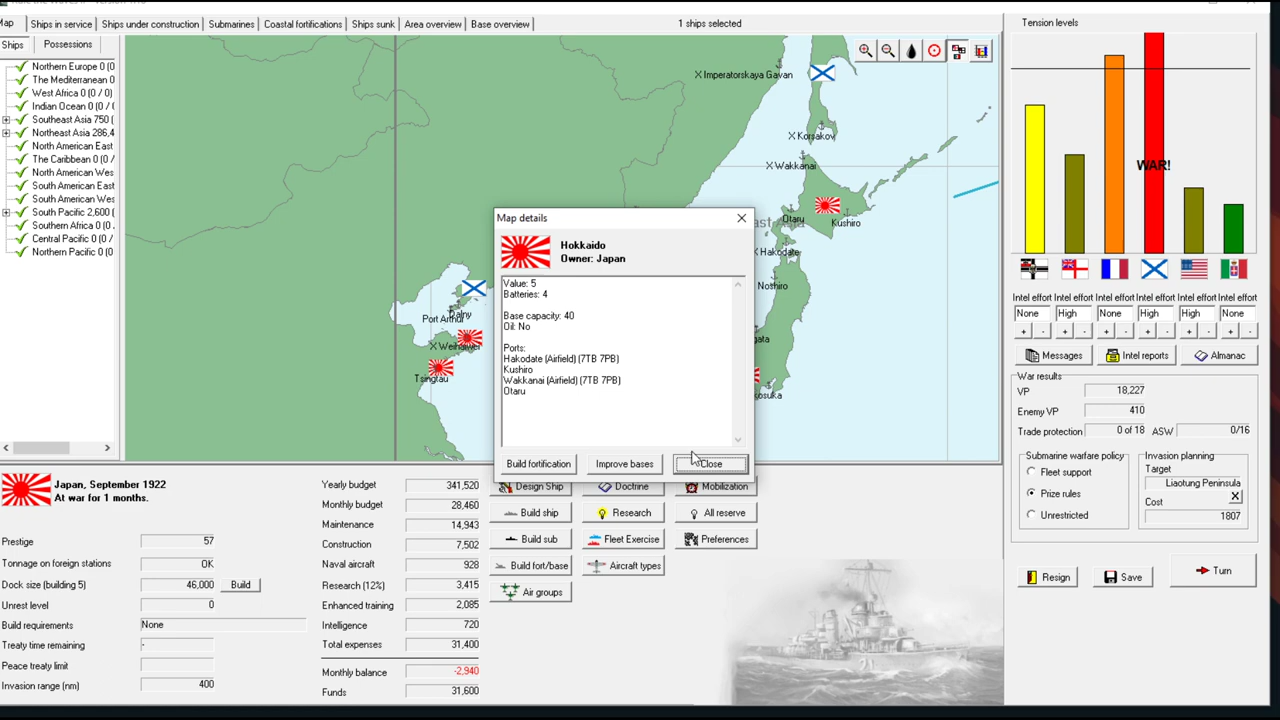 Map
Ships in service
Ships under construction
Submarines
Coastal fortifications
Ships sunk
Area overview
Base overview
1 ships selected
Tension levels
Ships
Possessions
Northern Europe 0 (0
The Mediterranean 0
West Africa 0 (0 / 0)
Indian Ocean 0 (0 /
Southeast Asia 750 (
Northeast Asia 286,4
North American East
The Caribbean 0 (0 /
North American Wes
South American East
South American Wes
South Pacific 2,600 (
Southern Africa 0 (0
Central Pacific 0 (0 /
Northern Pacific 0 (0
X Imperatorskaya Gavan
X Korsakov
X Wakkanai
Otaru
Kushiro
X Hakodate
Noshiro
Port Arthur
Dalny
X Weihaiwei
Tsingtau
WAR!
Map details
Hokkaido
Owner: Japan
Value: 5
Batteries: 4
Base capacity: 40
Oil: No
Ports:
Hakodate (Airfield) (7TB 7PB)
Kushiro
Wakkanai (Airfield) (7TB 7PB)
Otaru
Build fortification
Improve bases
Close
Intel effort Intel effort Intel effort Intel effort Intel effort Intel effort
None High None High High None
+ - + - + - + - + - + -
Messages
Intel reports
Almanac
War results
VP 18,227
Enemy VP 410
Trade protection 0 of 18 ASW 0/16
Submarine warfare policy
Fleet support
Prize rules
Unrestricted
Invasion planning
Target
Liaotung Peninsula
Cost X
1807
Resign
Save
Turn
Japan, September 1922
At war for 1 months.
Prestige 57
Tonnage on foreign stations OK
Dock size (building 5) 46,000 Build
Unrest level 0
Build requirements None
Treaty time remaining -
Peace treaty limit
Invasion range (nm) 400
Yearly budget 341,520
Monthly budget 28,460
Maintenance 14,943
Construction 7,502
Naval aircraft 928
Research (12%) 3,415
Enhanced training 2,085
Intelligence 720
Total expenses 31,400
Monthly balance -2,940
Funds 31,600
Design Ship
Doctrine
Mobilization
Build ship
Research
All reserve
Build sub
Fleet Exercise
Preferences
Build fort/base
Aircraft types
Air groups